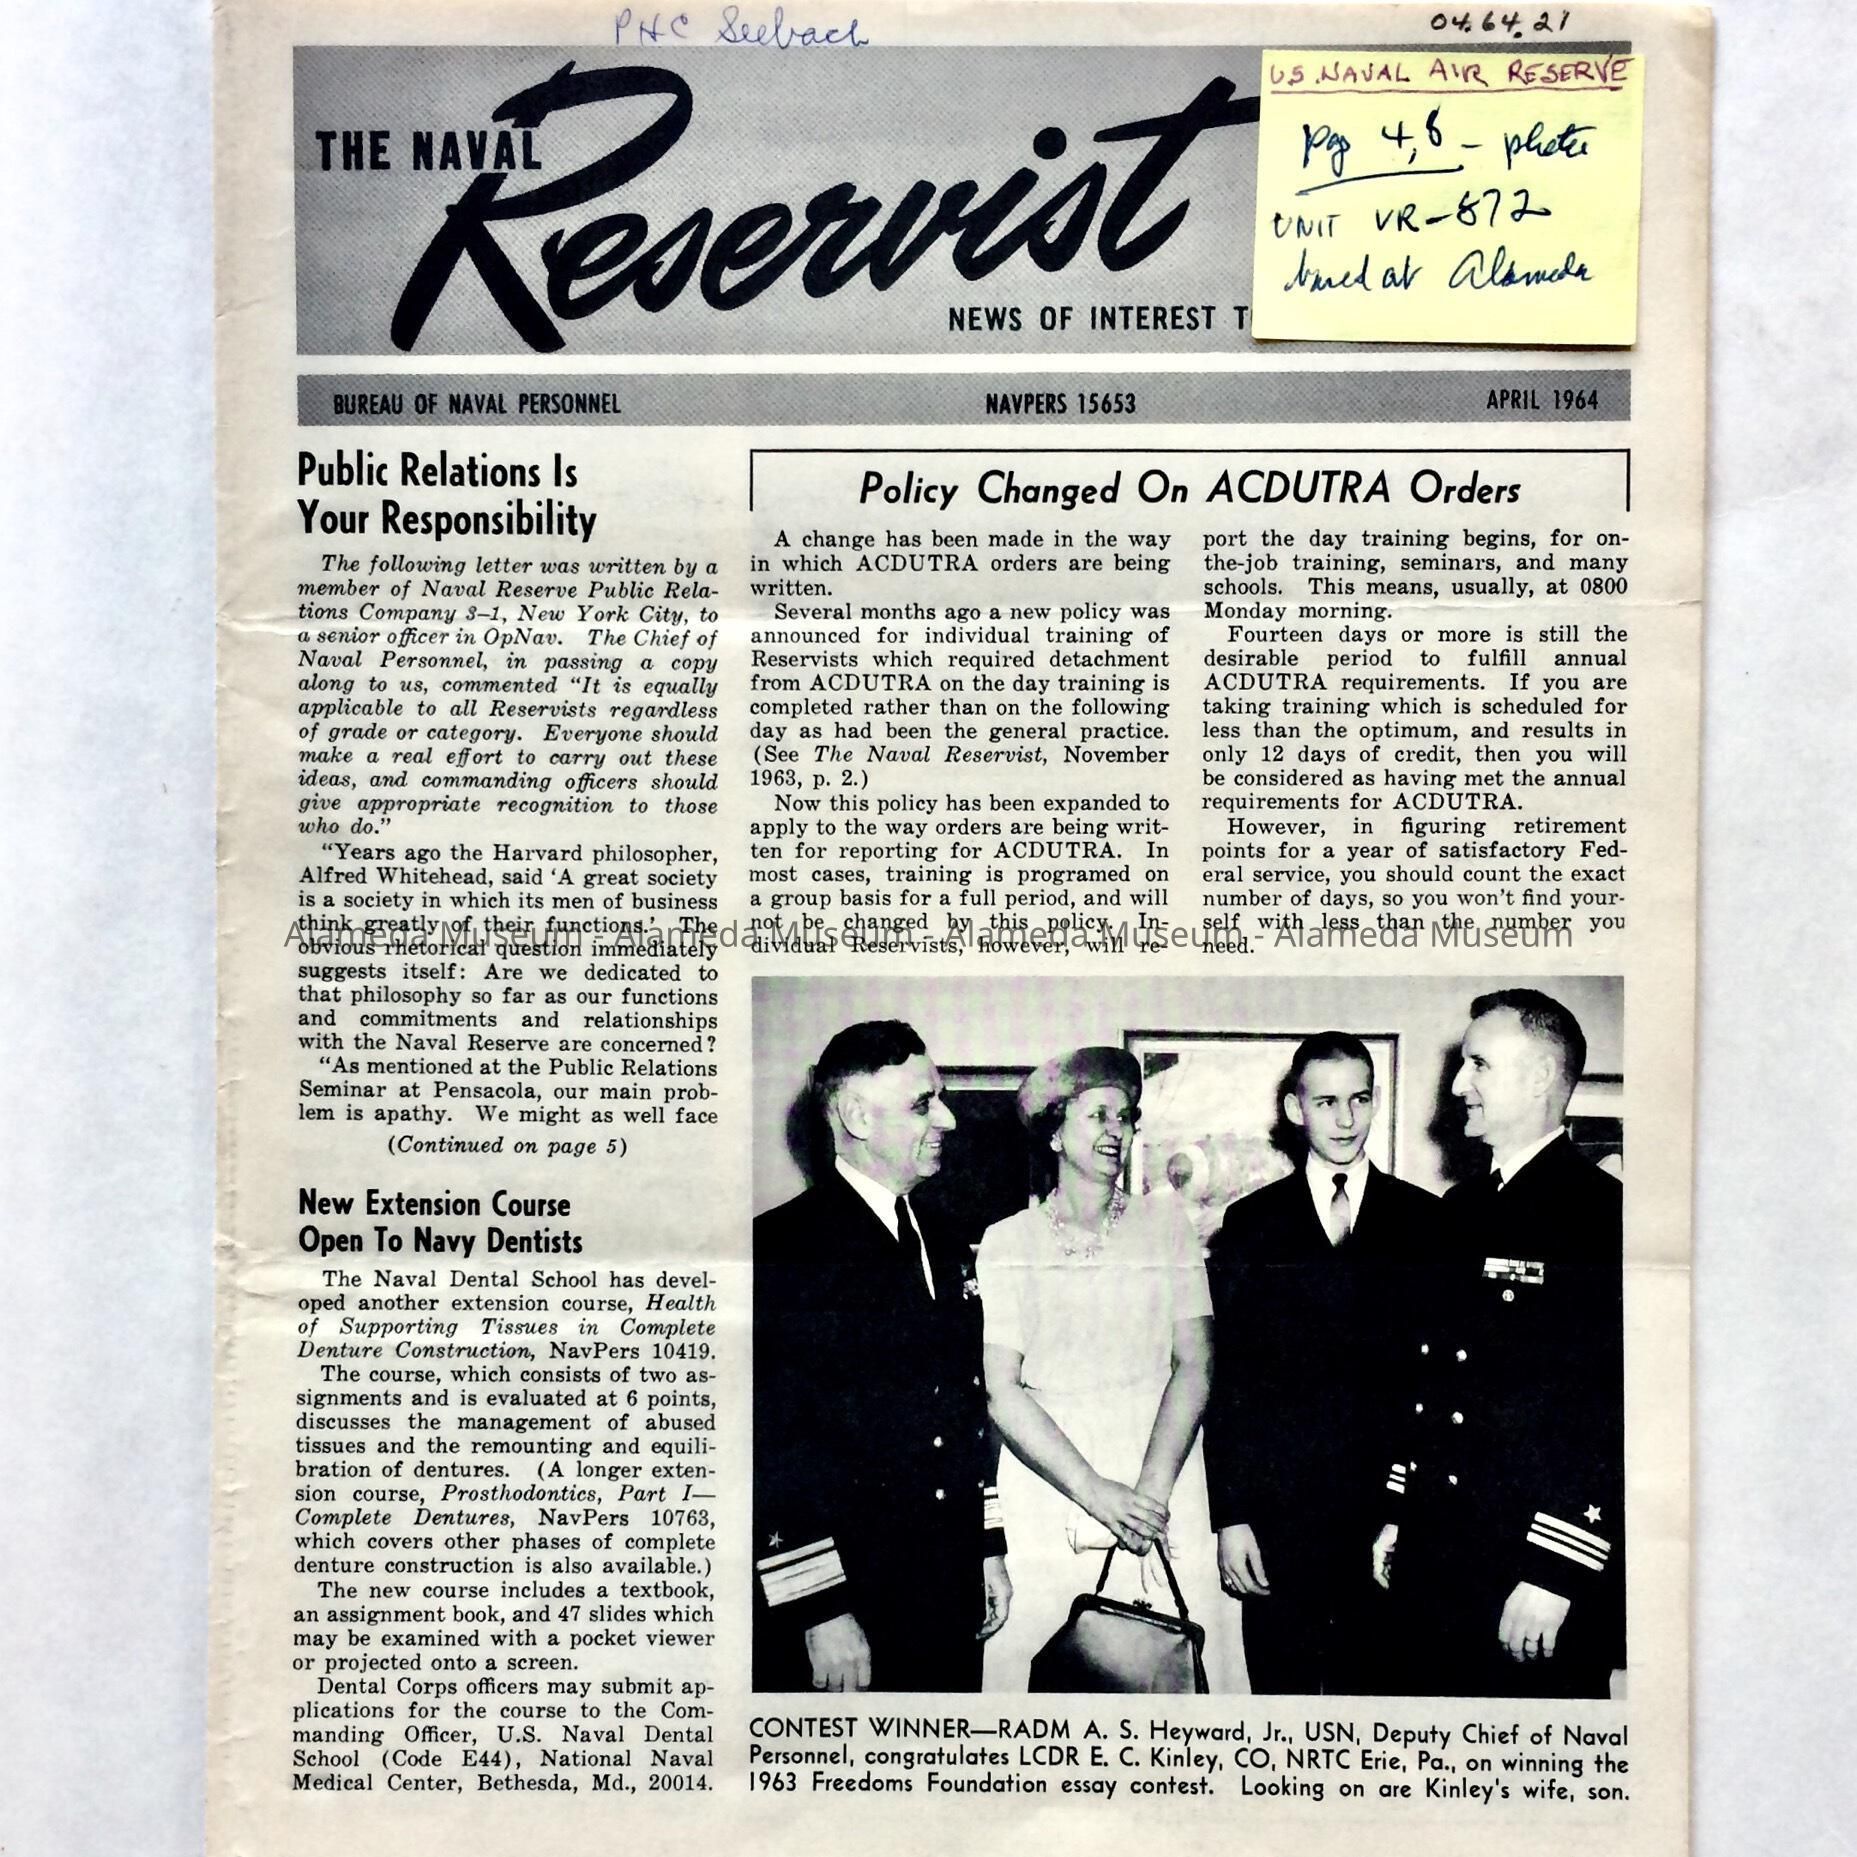 PHC Seebach
04.64.21
THE NAVAL
Reservist
NEWS OF INTEREST T
U.S. NAVAL AIR RESERVE
pag 4,8 - photos
UNIT VR-872
based at Alameda
BUREAU OF NAVAL PERSONNEL NAVPERS 15653 APRIL 1964
Public Relations Is
Your Responsibility
The following letter was written by a
member of Naval Reserve Public Rela-
tions Company 3–1, New York City, to
a senior officer in OpNav. The Chief of
Naval Personnel, in passing a copy
along to us, commented "It is equally
applicable to all Reservists regardless
of grade or category. Everyone should
make a real effort to carry out these
ideas, and commanding officers should
give appropriate recognition to those
who do."
"Years ago the Harvard philosopher,
Alfred Whitehead, said 'A great society
is a society in which its men of business
think greatly of their functions.' The
obvious rhetorical question immediately
suggests itself: Are we dedicated to
that philosophy so far as our functions
and commitments and relationships
with the Naval Reserve are concerned?
"As mentioned at the Public Relations
Seminar at Pensacola, our main prob-
lem is apathy. We might as well face
(Continued on page 5)
New Extension Course
Open To Navy Dentists
The Naval Dental School has devel-
oped another extension course, Health
of Supporting Tissues in Complete
Denture Construction, NavPers 10419.
The course, which consists of two as-
signments and is evaluated at 6 points,
discusses the management of abused
tissues and the remounting and equili-
bration of dentures. (A longer exten-
sion course, Prosthodontics, Part I—
Complete Dentures, NavPers 10763,
which covers other phases of complete
denture construction is also available.)
The new course includes a textbook,
an assignment book, and 47 slides which
may be examined with a pocket viewer
or projected onto a screen.
Dental Corps officers may submit ap-
plications for the course to the Com-
manding Officer, U.S. Naval Dental
School (Code E44), National Naval
Medical Center, Bethesda, Md., 20014.
Policy Changed On ACDUTRA Orders
A change has been made in the way
in which ACDUTRA orders are being
written.
Several months ago a new policy was
announced for individual training of
Reservists which required detachment
from ACDUTRA on the day training is
completed rather than on the following
day as had been the general practice.
(See The Naval Reservist, November
1963, p. 2.)
Now this policy has been expanded to
apply to the way orders are being writ-
ten for reporting for ACDUTRA. In
most cases, training is programed on
a group basis for a full period, and will
not be changed by this policy. In-
dividual Reservists, however, will re-
port the day training begins, for on-
the-job training, seminars, and many
schools. This means, usually, at 0800
Monday morning.
Fourteen days or more is still the
desirable period to fulfill annual
ACDUTRA requirements. If you are
taking training which is scheduled for
less than the optimum, and results in
only 12 days of credit, then you will
be considered as having met the annual
requirements for ACDUTRA.
However, in figuring retirement
points for a year of satisfactory Fed-
eral service, you should count the exact
number of days, so you won't find your-
self with less than the number you
need.
Alameda Museum - Alameda Museum - Alameda Museum - Alameda Museum
CONTEST WINNER—RADM A. S. Heyward, Jr., USN, Deputy Chief of Naval
Personnel, congratulates LCDR E. C. Kinley, CO, NRTC Erie, Pa., on winning the
1963 Freedoms Foundation essay contest. Looking on are Kinley's wife, son.